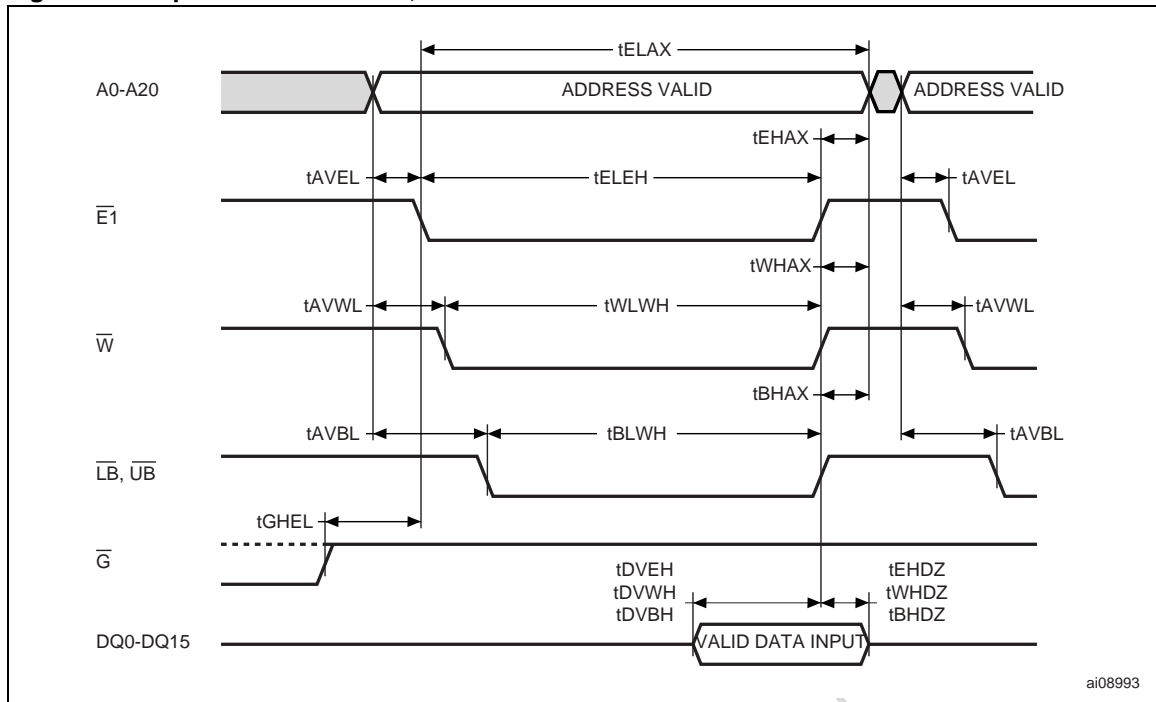 tELAX
A0-A20
ADDRESS VALID
ADDRESS VALID
tEHAX
tAVEL
tELEH
tAVEL
E1
tWHAX
tAVWL
tWLWH
tAVWL
W
tBHAX
tAVBL
tBLWH
tAVBL
LB, UB
tGHEL
G
tDVEH
tDVWH
tDVBH
tEHDZ
tWHDZ
tBHDZ
DQ0-DQ15
VALID DATA INPUT
ai08993